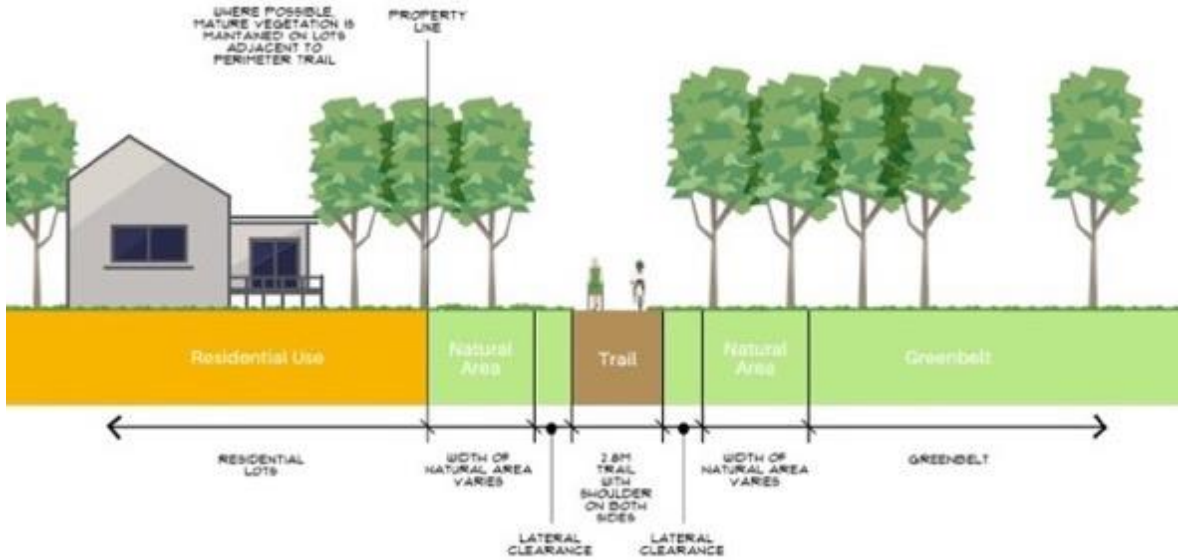 WHERE POSSIBLE,
MATURE VEGETATION IS
MAINTAINED ON LOTS
ADJACENT TO
PERIMETER TRAIL
PROPERTY
LINE
Residential Use
Natural
Area
Trail
Natural
Area
Greenbelt
RESIDENTIAL
LOTS
WIDTH OF
NATURAL AREA
VARIES
2.8M
TRAIL
WITH
SHOULDER
ON BOTH
SIDES
WIDTH OF
NATURAL AREA
VARIES
GREENBELT
LATERAL
CLEARANCE
LATERAL
CLEARANCE